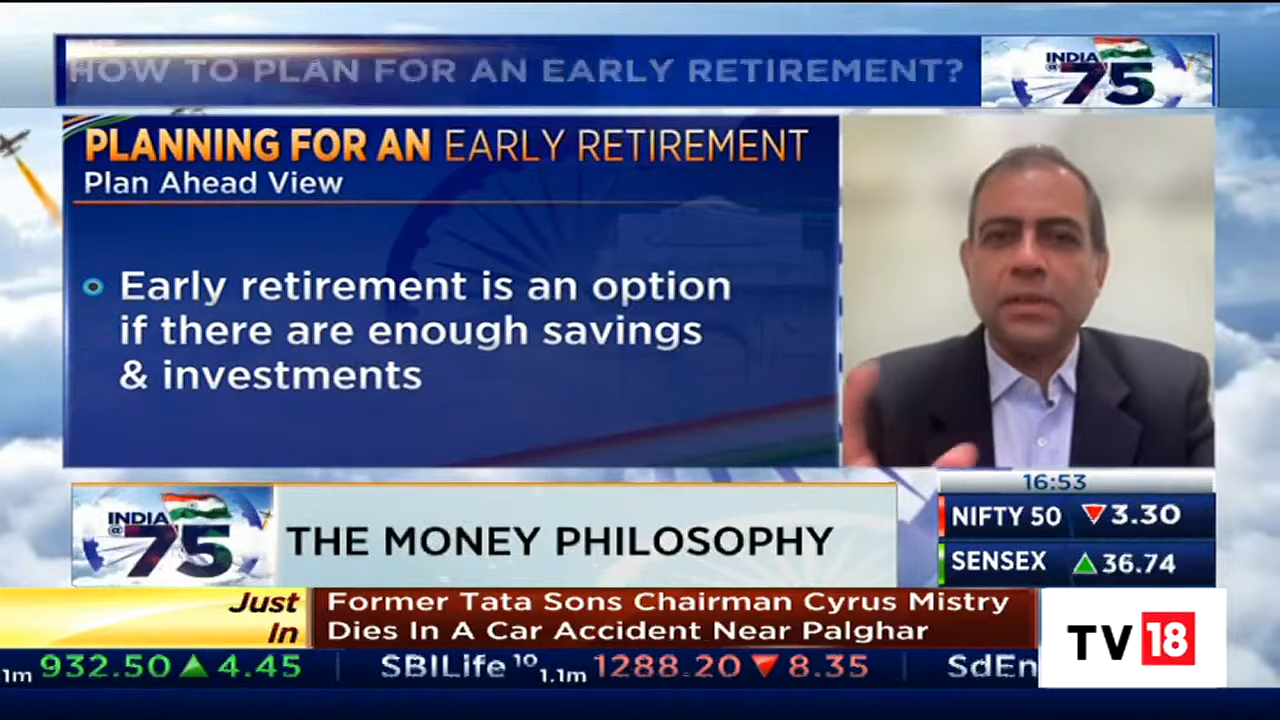 HOW TO PLAN FOR AN EARLY RETIREMENT?
INDIA
@75
PLANNING FOR AN EARLY RETIREMENT
Plan Ahead View
Early retirement is an option
if there are enough savings
& investments
INDIA
@75
THE MONEY PHILOSOPHY
16:53
NIFTY 50 ▼3.30
SENSEX ▲36.74
Just
In
Former Tata Sons Chairman Cyrus Mistry
Dies In A Car Accident Near Palghar
1m 932.50 ▲ 4.45 SBILife 10 1.1m 1288.20 ▼ 8.35 SdEn
TV18